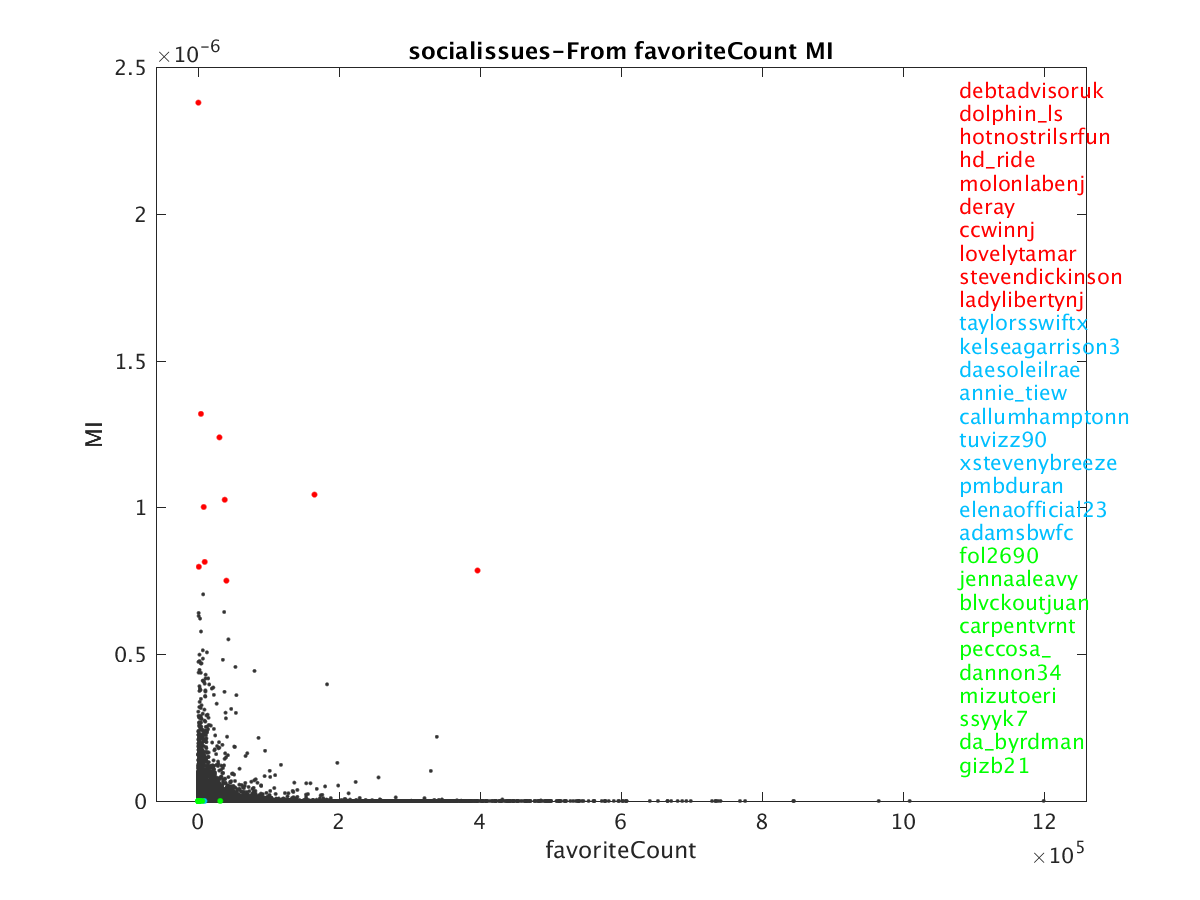 socialissues-From favoriteCount MI
×10⁻⁶
2.5
2
1.5
1
0.5
0
MI
0 2 4 6 8 10 12
×10⁵
favoriteCount
debtadvisoruk
dolphin_ls
hotnostrilsrfun
hd_ride
molonlabenj
deray
ccwinnj
lovelytamar
stevendickinson
ladylibertynj
taylorsswiftx
kelseagarrison3
daesoleilrae
annie_tiew
callumhamptonn
tuvizz90
xstevenybreeze
pmbduran
elenaofficial23
adamsbwfc
fol2690
jennaaleavy
blvckoutjuan
carpentvrnt
peccosa_
dannon34
mizutoeri
ssyyk7
da_byrdman
gizb21